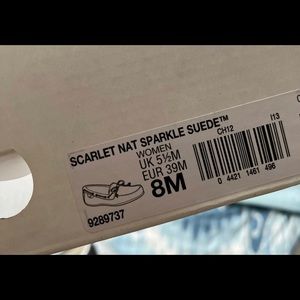 SCARLET NAT SPARKLE SUEDE™
CH12
I13
WOMEN
UK 5½M
EUR 39M
8M
9289737
0 4421 1461 496